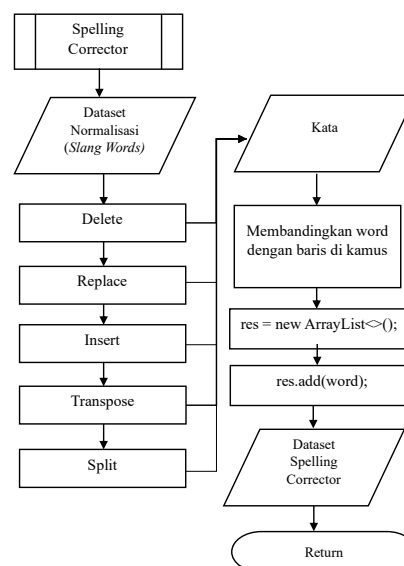 Spelling
Corrector
Dataset
Normalisasi
(Slang Words)
Delete
Replace
Insert
Transpose
Split
Kata
Membandingkan word
dengan baris di kamus
res = new ArrayList<>();
res.add(word);
Dataset
Spelling
Corrector
Return